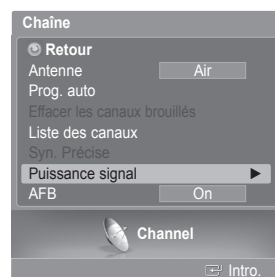 Chaîne
Retour
Antenne Air
Prog. auto
Effacer les canaux brouillés
Liste des canaux
Syn. Précise
Puissance signal ►
AFB On
Channel
Intro.